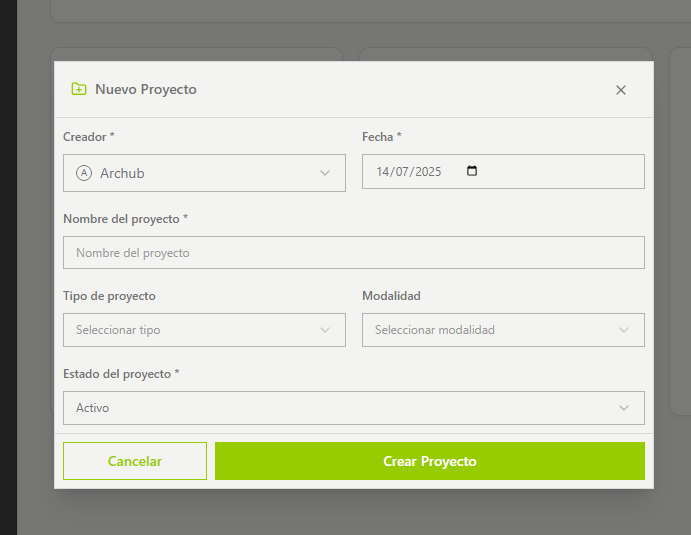 Nuevo Proyecto
Creador * Fecha *
A Archub 14/07/2025
Nombre del proyecto *
Nombre del proyecto
Tipo de proyecto Modalidad
Seleccionar tipo Seleccionar modalidad
Estado del proyecto *
Activo
Cancelar Crear Proyecto